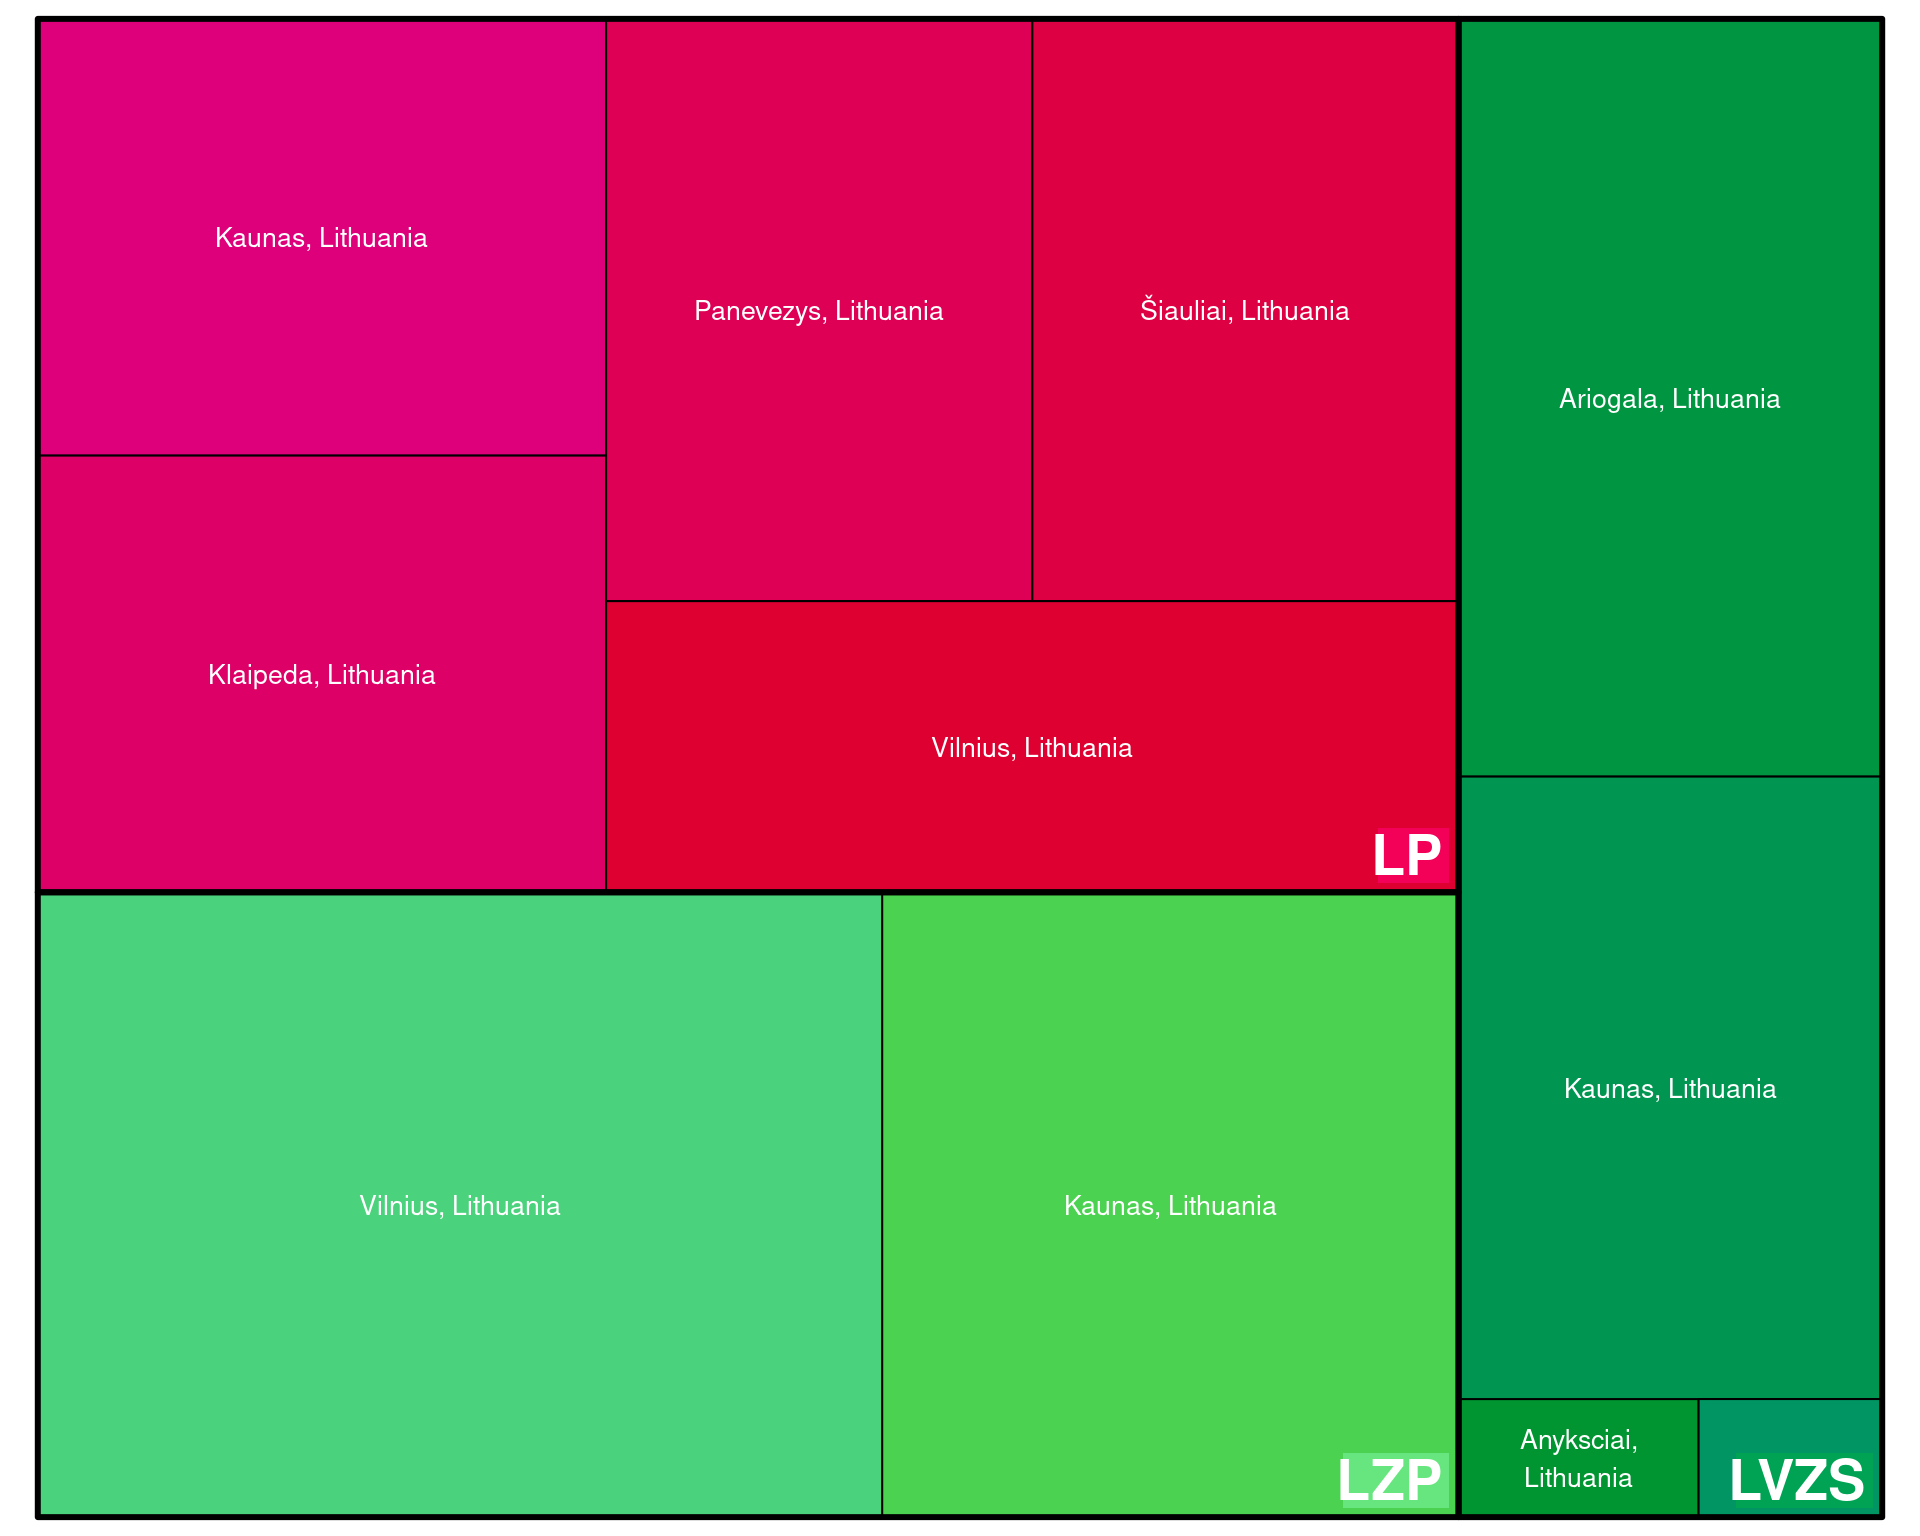 Kaunas, Lithuania
Panevezys, Lithuania
Šiauliai, Lithuania
Ariogala, Lithuania
Klaipeda, Lithuania
Vilnius, Lithuania
LP
Kaunas, Lithuania
Vilnius, Lithuania
Kaunas, Lithuania
LZP
Anyksciai,
Lithuania
LVZS